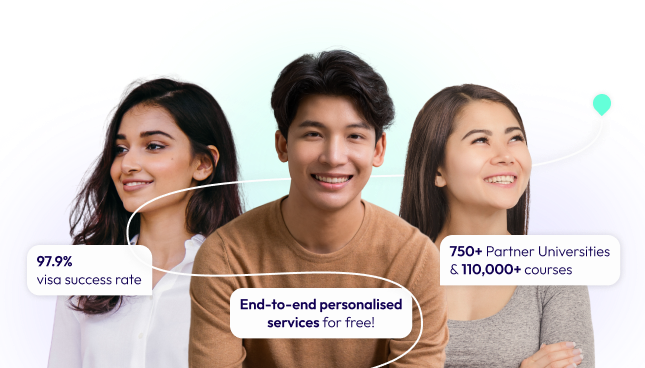 97.9%
visa success rate
End-to-end personalised
services for free!
750+ Partner Universities
& 110,000+ courses